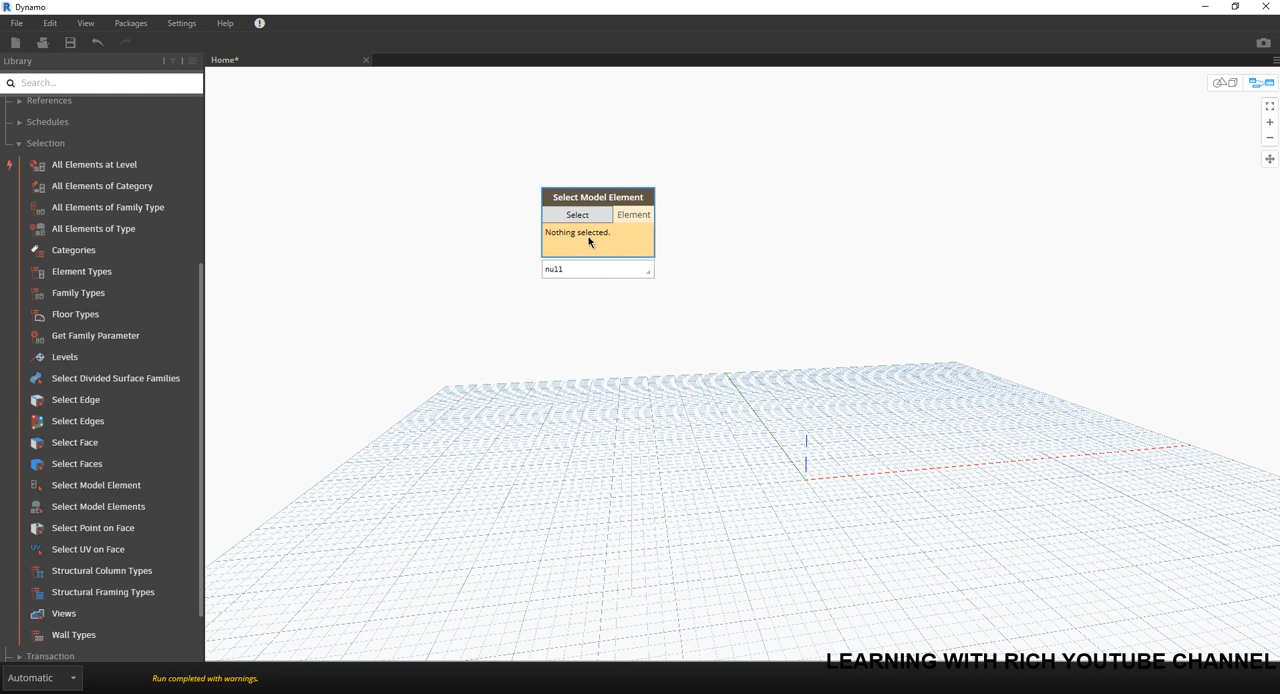 Dynamo
File Edit View Packages Settings Help
Library
Home*
Search...
References
Schedules
Selection
All Elements at Level
All Elements of Category
All Elements of Family Type
All Elements of Type
Categories
Element Types
Family Types
Floor Types
Get Family Parameter
Levels
Select Divided Surface Families
Select Edge
Select Edges
Select Face
Select Faces
Select Model Element
Select Model Elements
Select Point on Face
Select UV on Face
Structural Column Types
Structural Framing Types
Views
Wall Types
Transaction
Select Model Element
Select Element
Nothing selected.
null
LEARNING WITH RICH YOUTUBE CHANNEL
Automatic
Run completed with warnings.